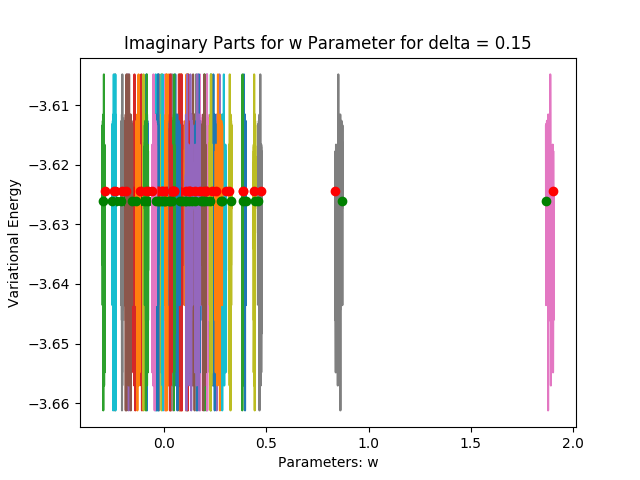 Imaginary Parts for w Parameter for delta = 0.15
Variational Energy
−3.61
−3.62
−3.63
−3.64
−3.65
−3.66
0.0 0.5 1.0 1.5 2.0
Parameters: w